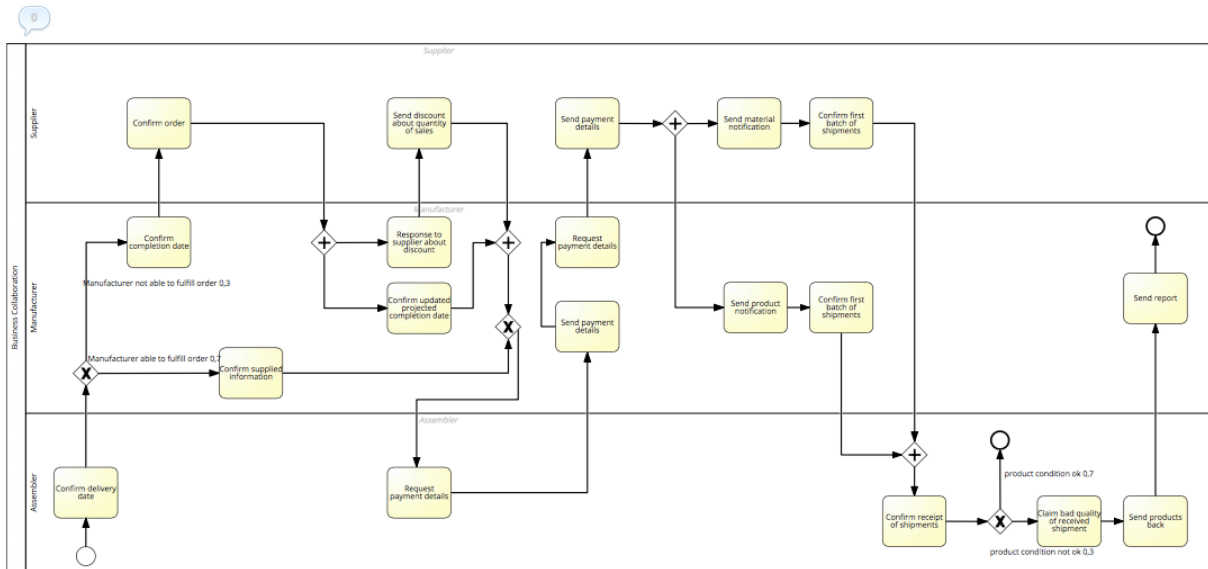 0
Business Collaboration
Supplier
Supplier
Confirm order
Send discount
about quantity
of sales
Send payment
details
Send material
notification
Confirm first
batch of
shipments
Manufacturer
Manufacturer
Confirm
completion date
Manufacturer not able to fulfill order 0,3
Response to
supplier about
discount
Confirm updated
projected
completion date
Request
payment details
Send payment
details
Send product
notification
Confirm first
batch of
shipments
Send report
Manufacturer able to fulfill order 0,7
Confirm supplied
information
Assembler
Assembler
Confirm delivery
date
Request
payment details
product condition ok 0,7
Confirm receipt
of shipments
Claim bad quality
of received
shipment
Send products
back
product condition not ok 0,3